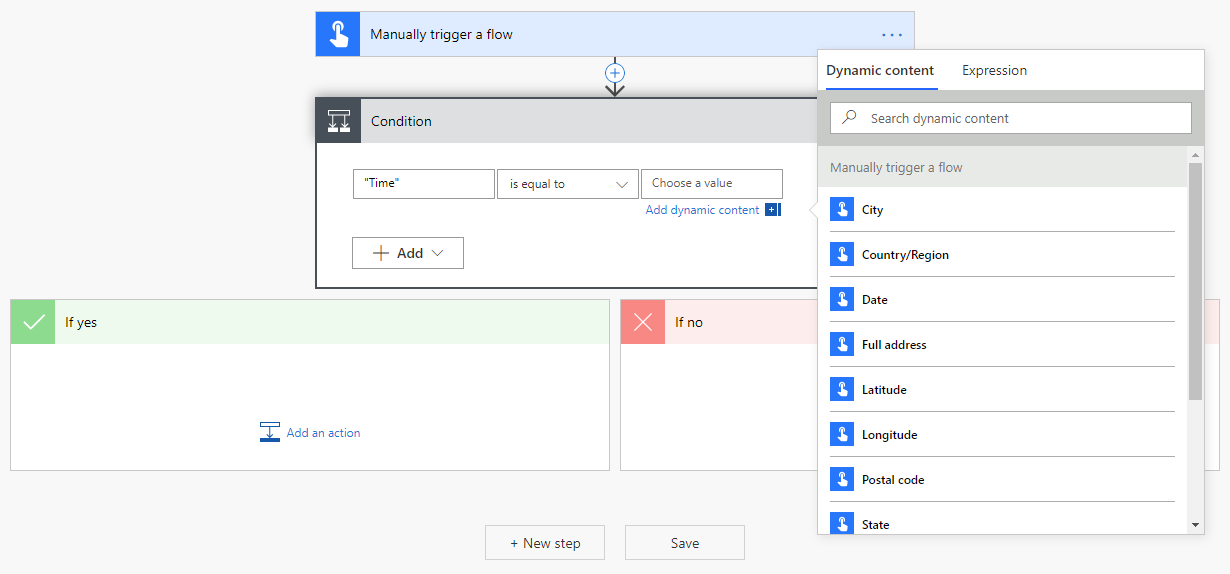 Manually trigger a flow
Dynamic content Expression
Condition
Search dynamic content
Manually trigger a flow
"Time" is equal to Choose a value
Add dynamic content
Add
City
Country/Region
Date
Full address
Latitude
Longitude
Postal code
State
If yes
If no
Add an action
+ New step
Save